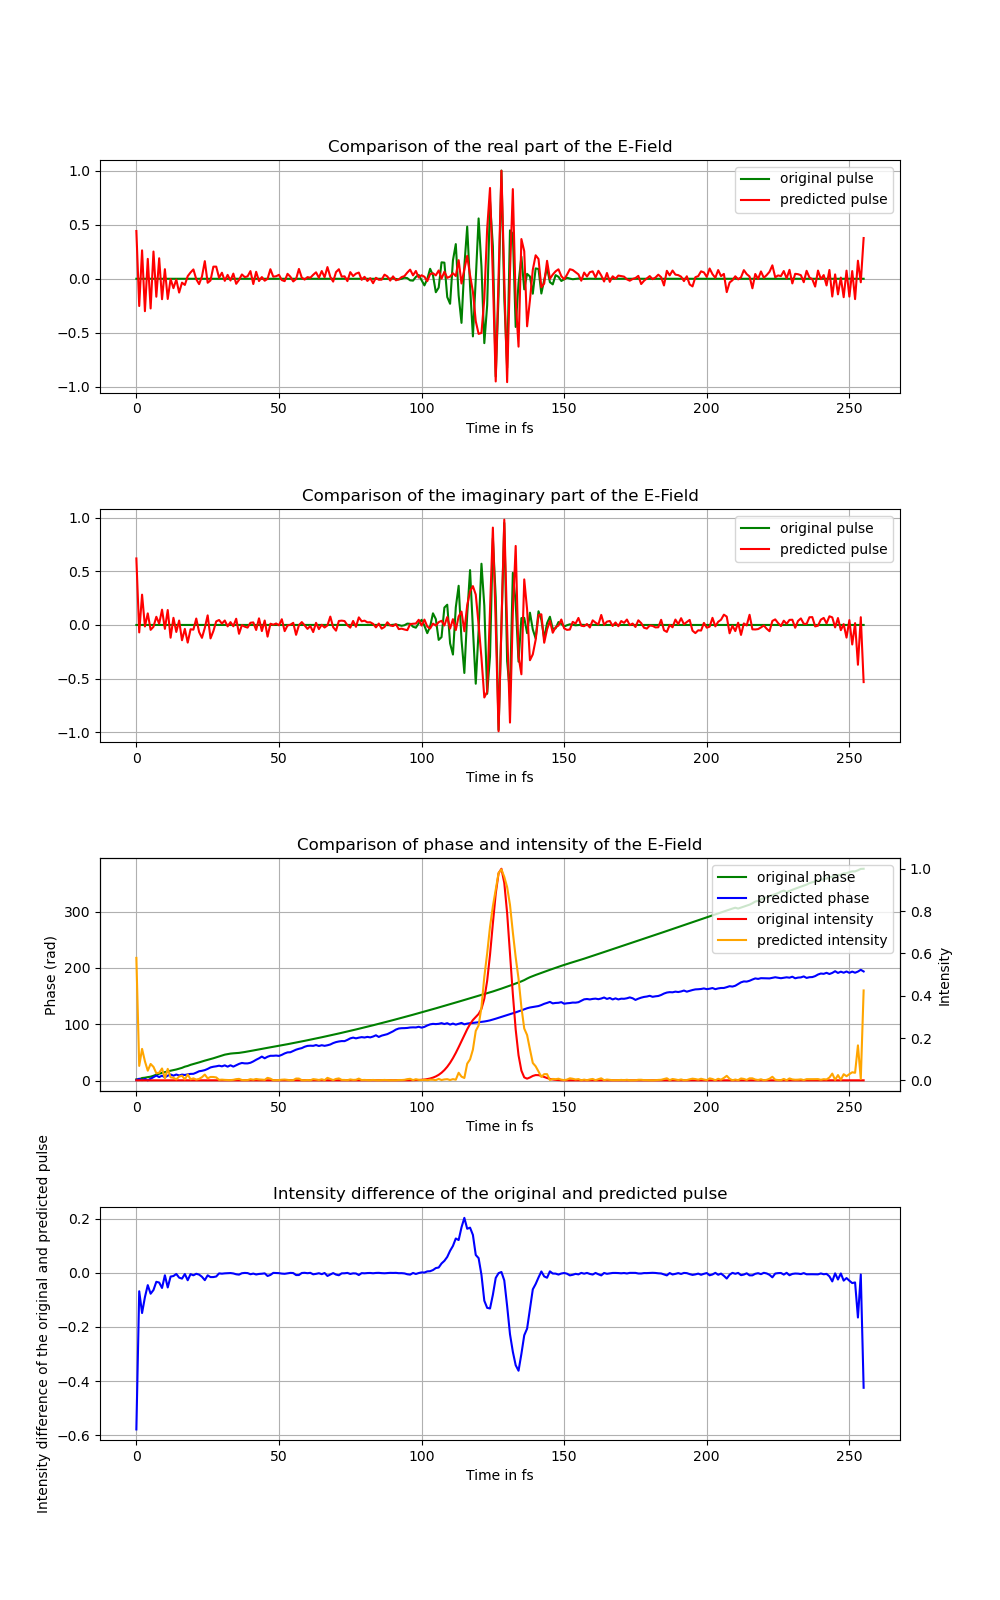 Comparison of the real part of the E-Field
original pulse
predicted pulse
1.0
0.5
0.0
−0.5
−1.0
0 50 100 150 200 250
Time in fs
Comparison of the imaginary part of the E-Field
original pulse
predicted pulse
1.0
0.5
0.0
−0.5
−1.0
0 50 100 150 200 250
Time in fs
Comparison of phase and intensity of the E-Field
original phase
predicted phase
original intensity
predicted intensity
Phase (rad)
300
200
100
0
1.0
0.8
0.6
0.4
0.2
0.0
Intensity
0 50 100 150 200 250
Time in fs
Intensity difference of the original and predicted pulse
Intensity difference of the original and predicted pulse
0.2
0.0
−0.2
−0.4
−0.6
0 50 100 150 200 250
Time in fs